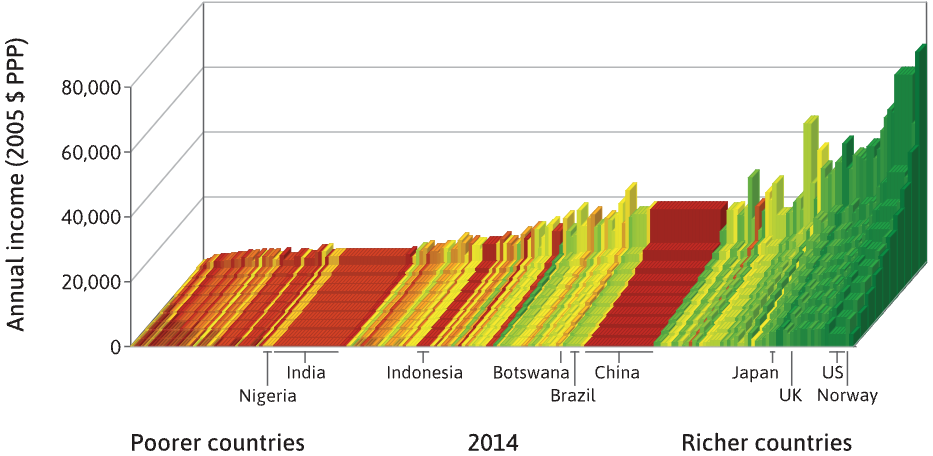 Annual income (2005 $ PPP)
80,000
60,000
40,000
20,000
0
India
Indonesia
Botswana
China
Japan
US
Nigeria
Brazil
UK
Norway
Poorer countries
2014
Richer countries